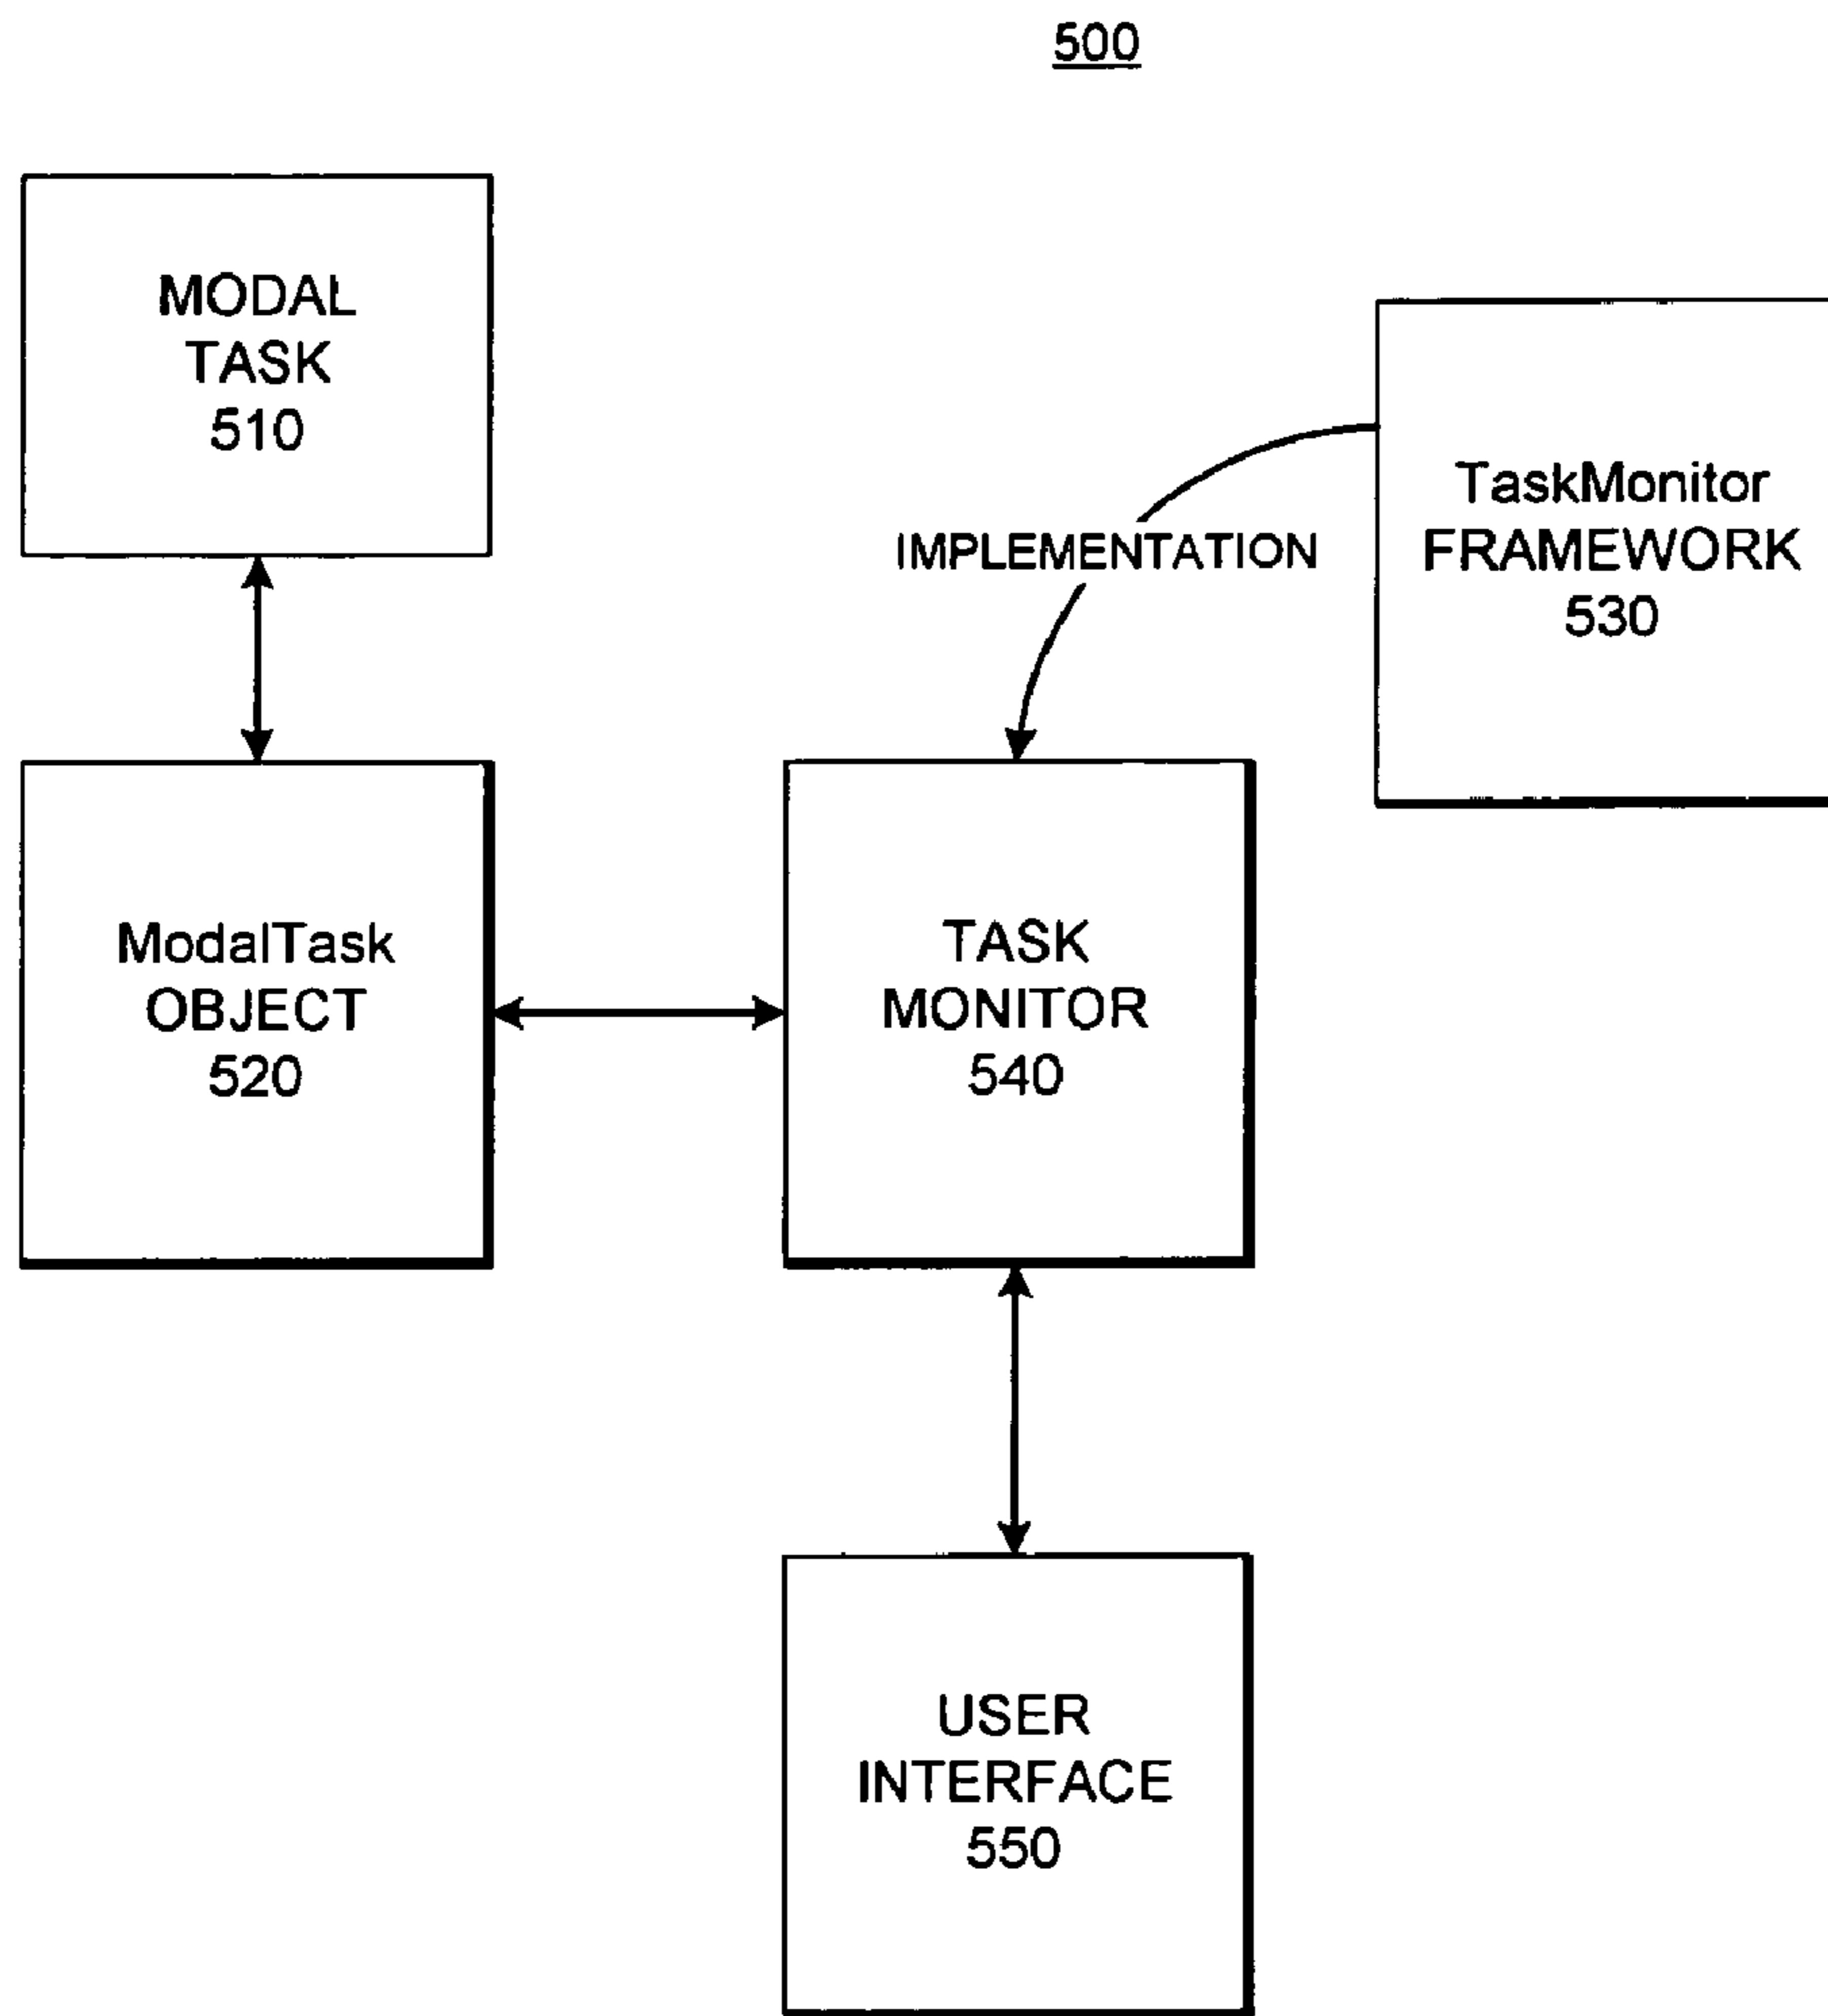 500
MODAL
TASK
510
TaskMonitor
FRAMEWORK
530
IMPLEMENTATION
ModalTask
OBJECT
520
TASK
MONITOR
540
USER
INTERFACE
550